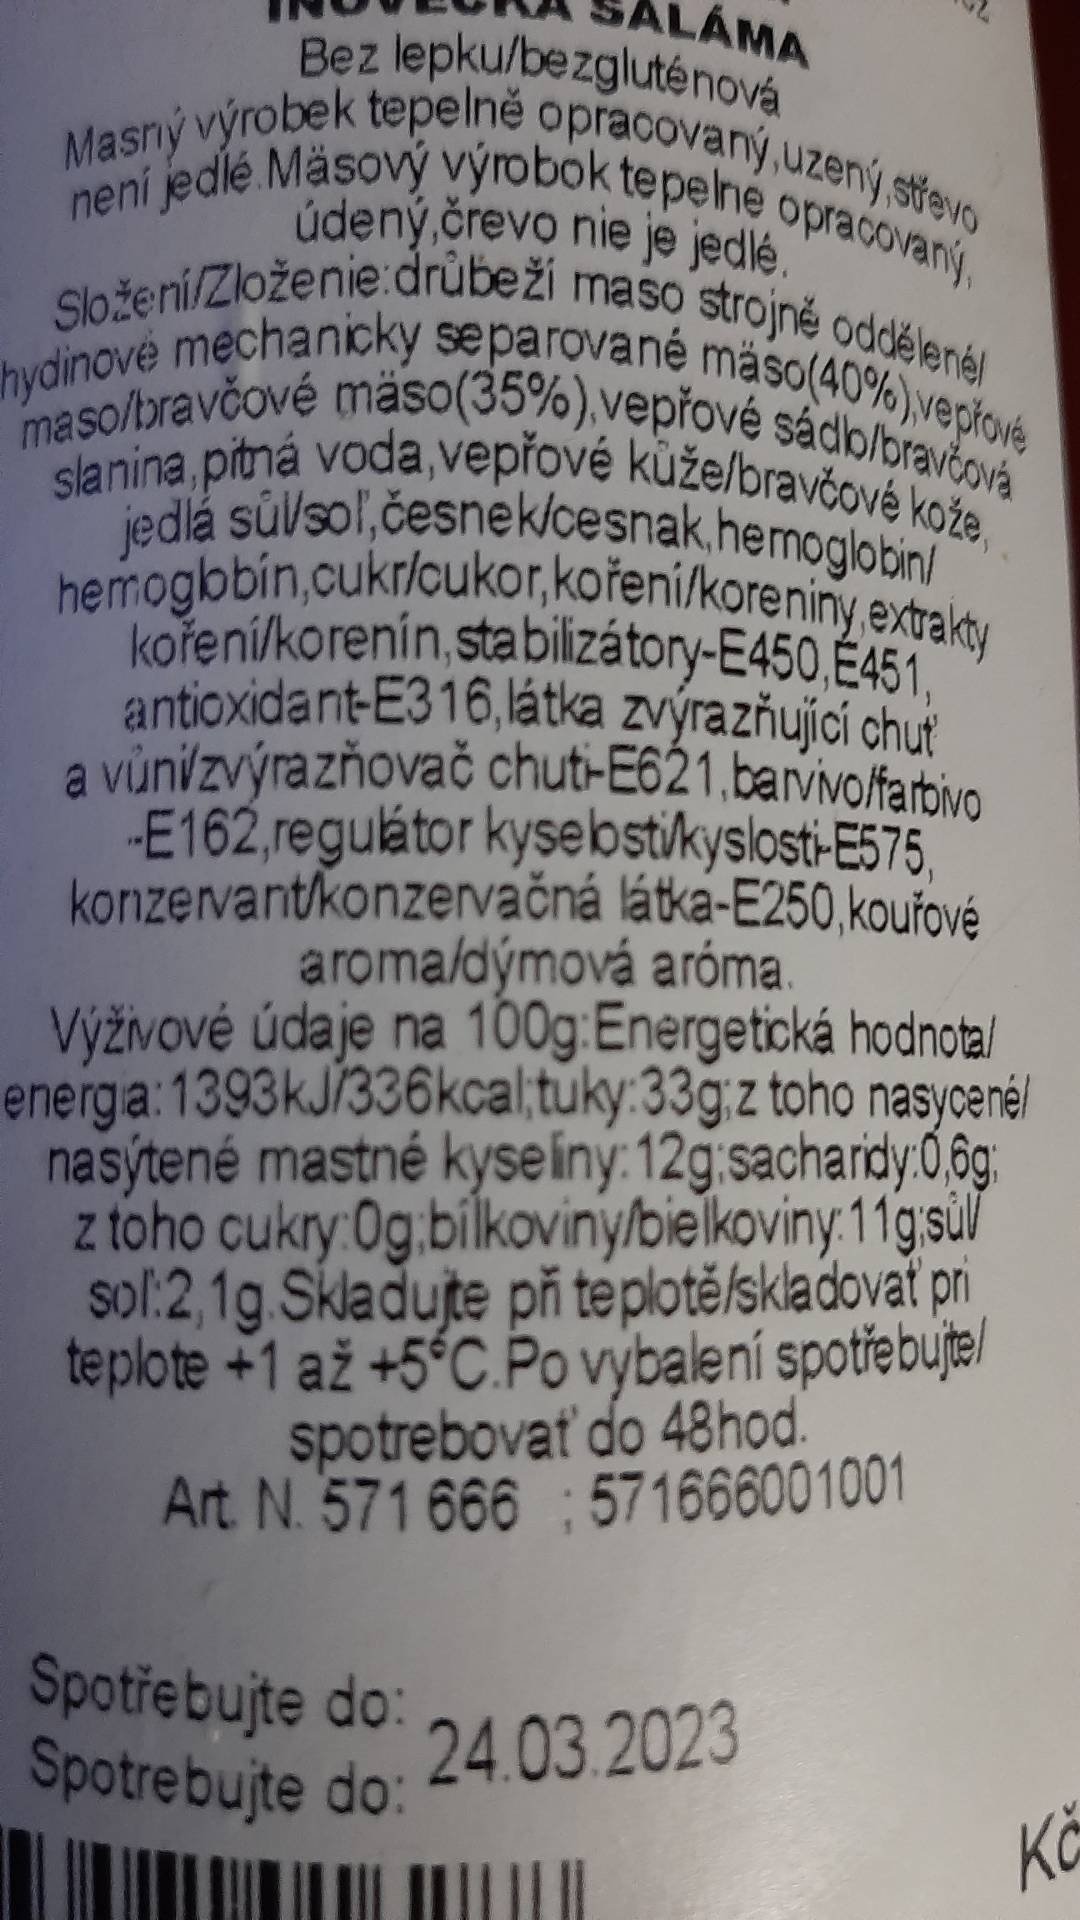 INOVECKÁ SALÁMA
Bez lepku/bezgluténová
Masný výrobek tepelně opracovaný,uzený,střevo
není jedlé.Mäsový výrobok tepelne opracovaný,
údený,črevo nie je jedlé.
Složení/Zloženie:drůbeží maso strojně oddělené/
hydinové mechanicky separované mäso(40%),vepřové
maso/bravčové mäso(35%),vepřové sádlo/bravčová
slanina,pitná voda,vepřové kůže/bravčové kože,
jedlá sůl/soľ,česnek/cesnak,hemoglobin/
hemoglobín,cukr/cukor,koření/koreniny,extrakty
koření/korenín,stabilizátory-E450,E451,
antioxidant-E316,látka zvýrazňující chuť
a vůni/zvýrazňovač chuti-E621,barvivo/farbivo
-E162,regulátor kyselosti/kyslosti-E575,
konzervant/konzervačná látka-E250,kouřové
aroma/dýmová aróma.
Výživové údaje na 100g:Energetická hodnota/
energia:1393kJ/336kcal;tuky:33g;z toho nasycené/
nasýtené mastné kyseliny:12g;sacharidy:0,6g;
z toho cukry:0g;bílkoviny/bielkoviny:11g;sůl/
soľ:2,1g.Skladujte při teplotě/skladovať pri
teplote +1 až +5°C.Po vybalení spotřebujte/
spotrebovať do 48hod.
Art. N. 571 666 ; 571666001001
Spotřebujte do:
Spotrebujte do: 24.03.2023
Kč